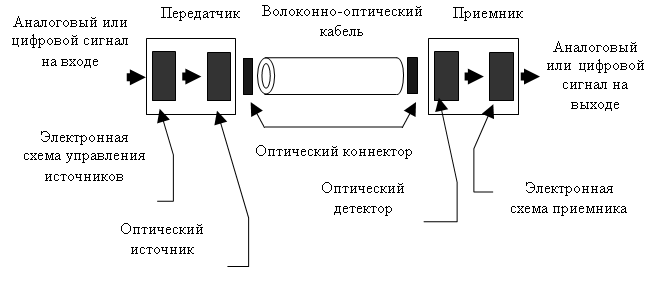 Аналоговый или
цифровой сигнал
на входе
Передатчик
Волоконно-оптический
кабель
Приемник
Аналоговый
или цифровой
сигнал на
выходе
Электронная
схема управления
источников
Оптический коннектор
Оптический
детектор
Электронная
схема приемника
Оптический
источник